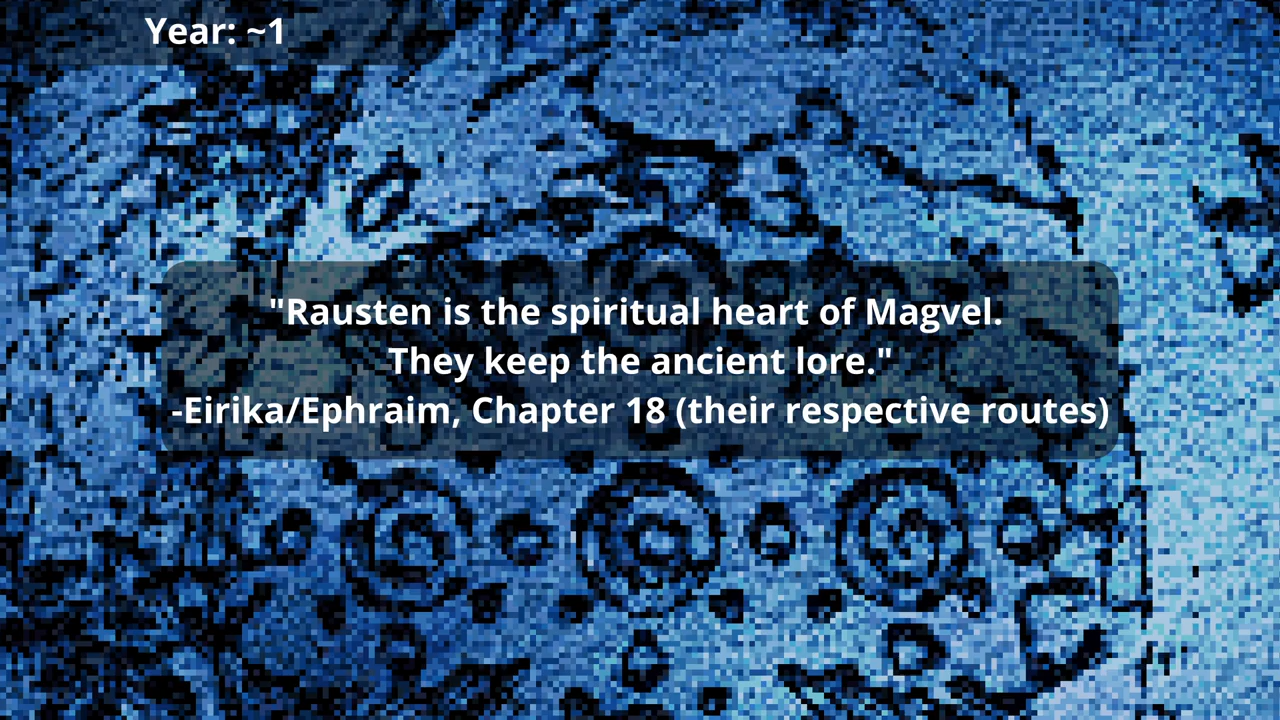 Year: ~1
"Rausten is the spiritual heart of Magvel.
They keep the ancient lore."
-Eirika/Ephraim, Chapter 18 (their respective routes)